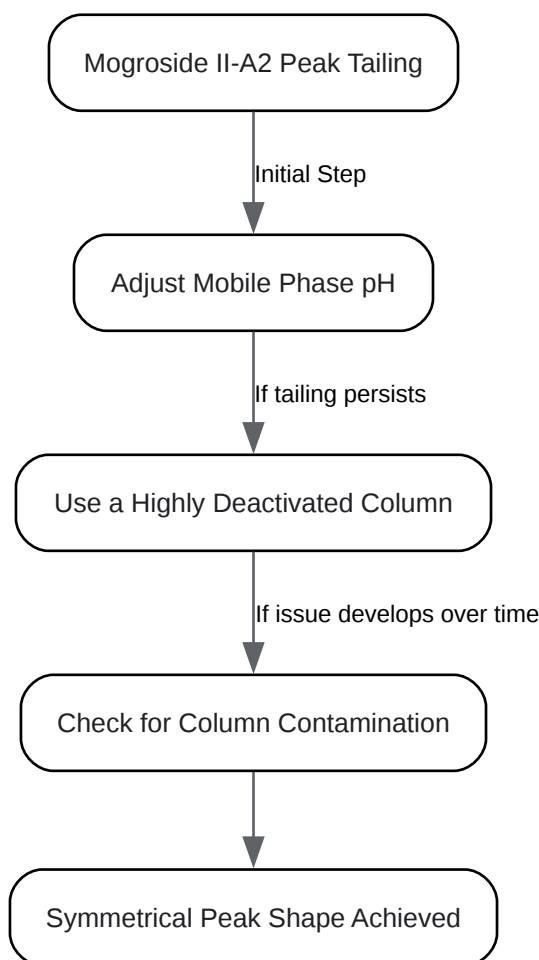 Mogroside II-A2 Peak Tailing
Initial Step
Adjust Mobile Phase pH
If tailing persists
Use a Highly Deactivated Column
If issue develops over time
Check for Column Contamination
Symmetrical Peak Shape Achieved